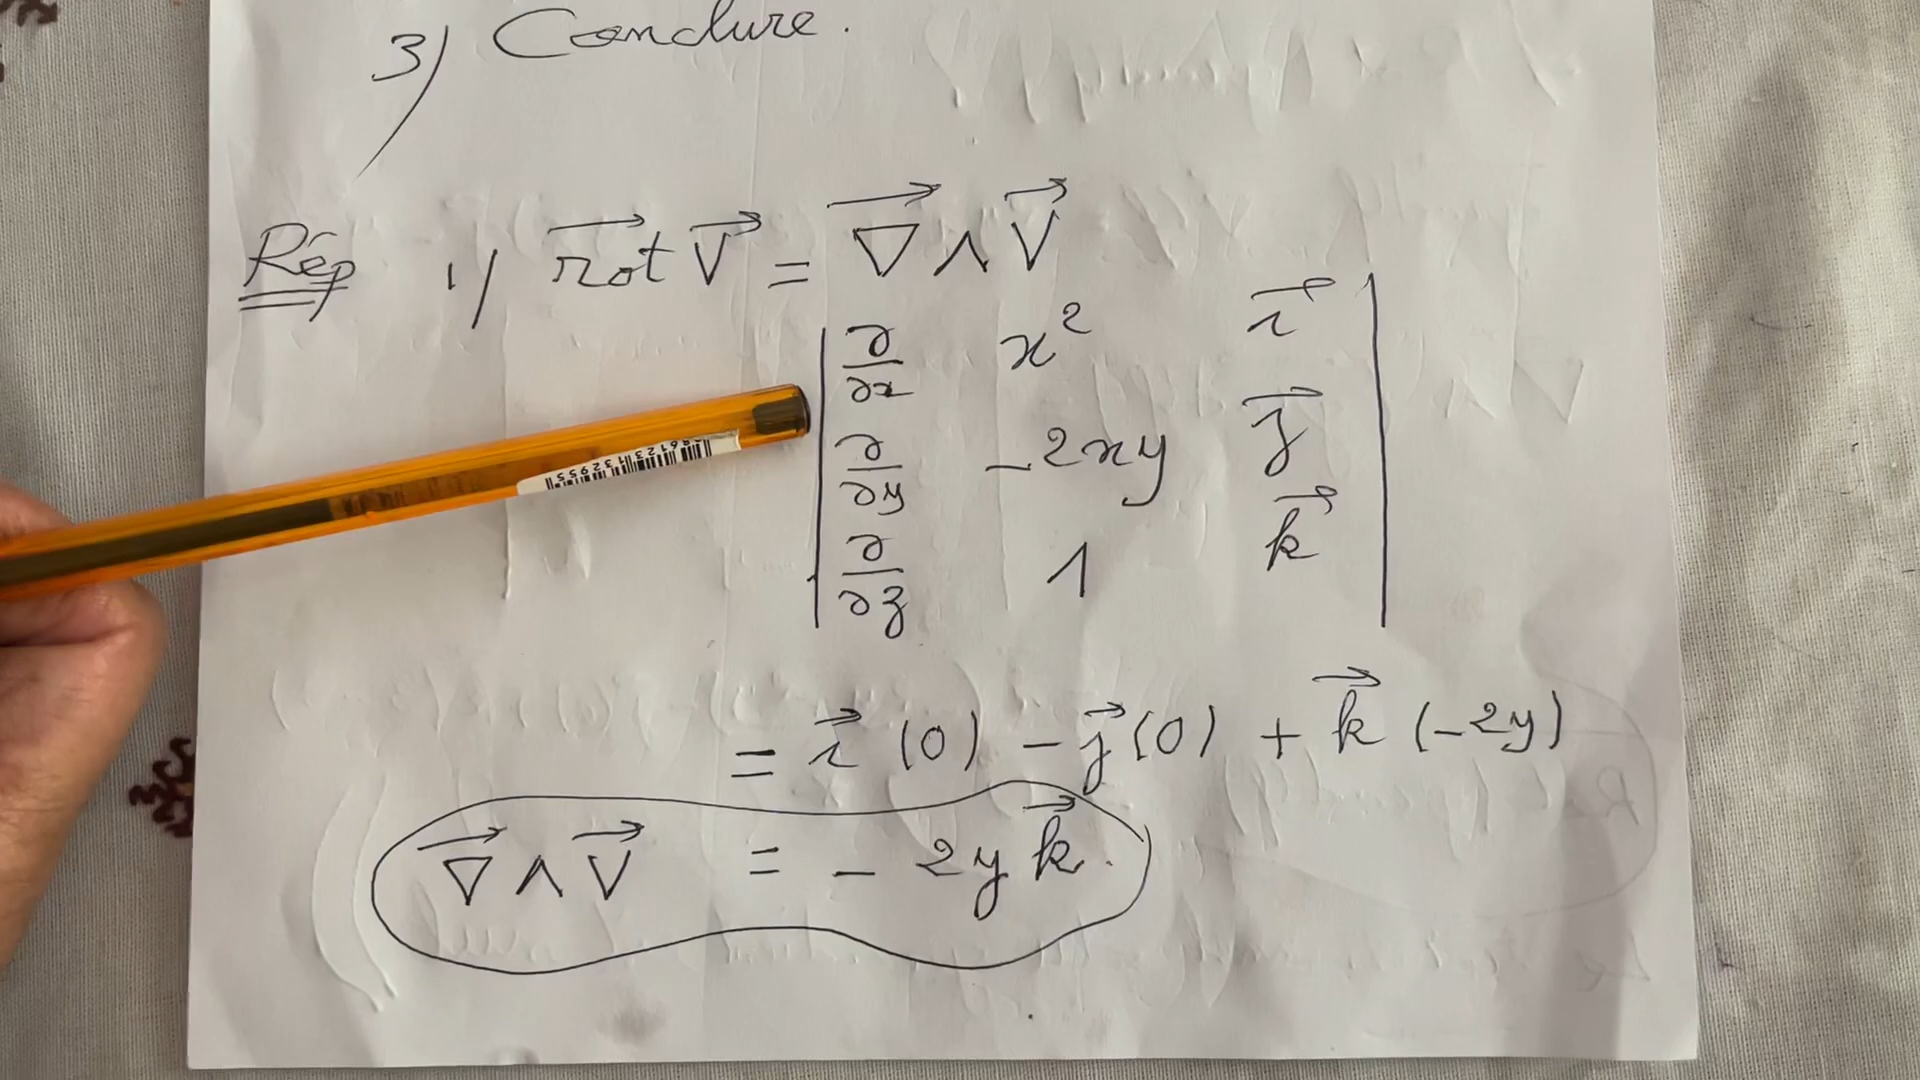 3) Conclure.
Rép 1) rot⃗ V⃗ = ∇⃗ ∧ V⃗
| ∂/∂x x² i⃗ |
| ∂/∂y -2xy j⃗ |
| ∂/∂z 1 k⃗ |
= i⃗ (0) - j⃗ (0) + k⃗ (-2y)
∇⃗ ∧ V⃗ = - 2y k⃗.